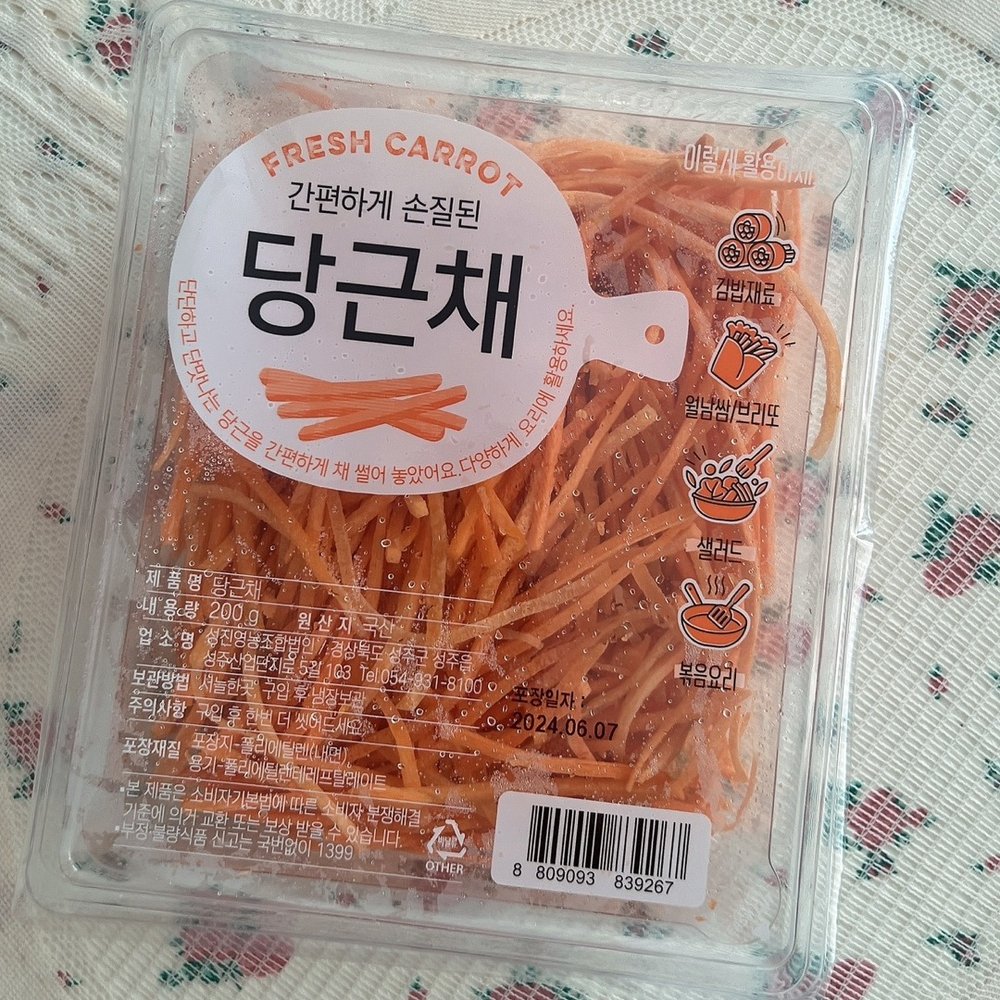 FRESH CARROT
간편하게 손질된
당근채
단단하고 단맛나는 당근을 간편하게 채 썰어 놓았어요.다양하게 요리에 활용하세요.
이렇게 활용하세
김밥재료
월남쌈/브리또
샐러드
볶음요리
제품명 당근채
내용량 200g 원산지 국산
업소명 성진영농조합법인 / 경상북도 성주군 성주읍
성주산업단지로 5길 103 Tel.054-931-8100
보관방법 서늘한곳, 구입 후 냉장보관
주의사항 구입 후 한번 더 씻어드세요
포장재질 포장지-폴리에틸렌(내면)
용기-폴리에틸렌테레프탈레이트
•본 제품은 소비자기본법에 따른 소비자 분쟁해결
기준에 의거 교환 또는 보상 받을 수 있습니다.
•부정·불량식품 신고는 국번없이 1399
OTHER
포장일자 :
2024.06.07
8 809093 839267